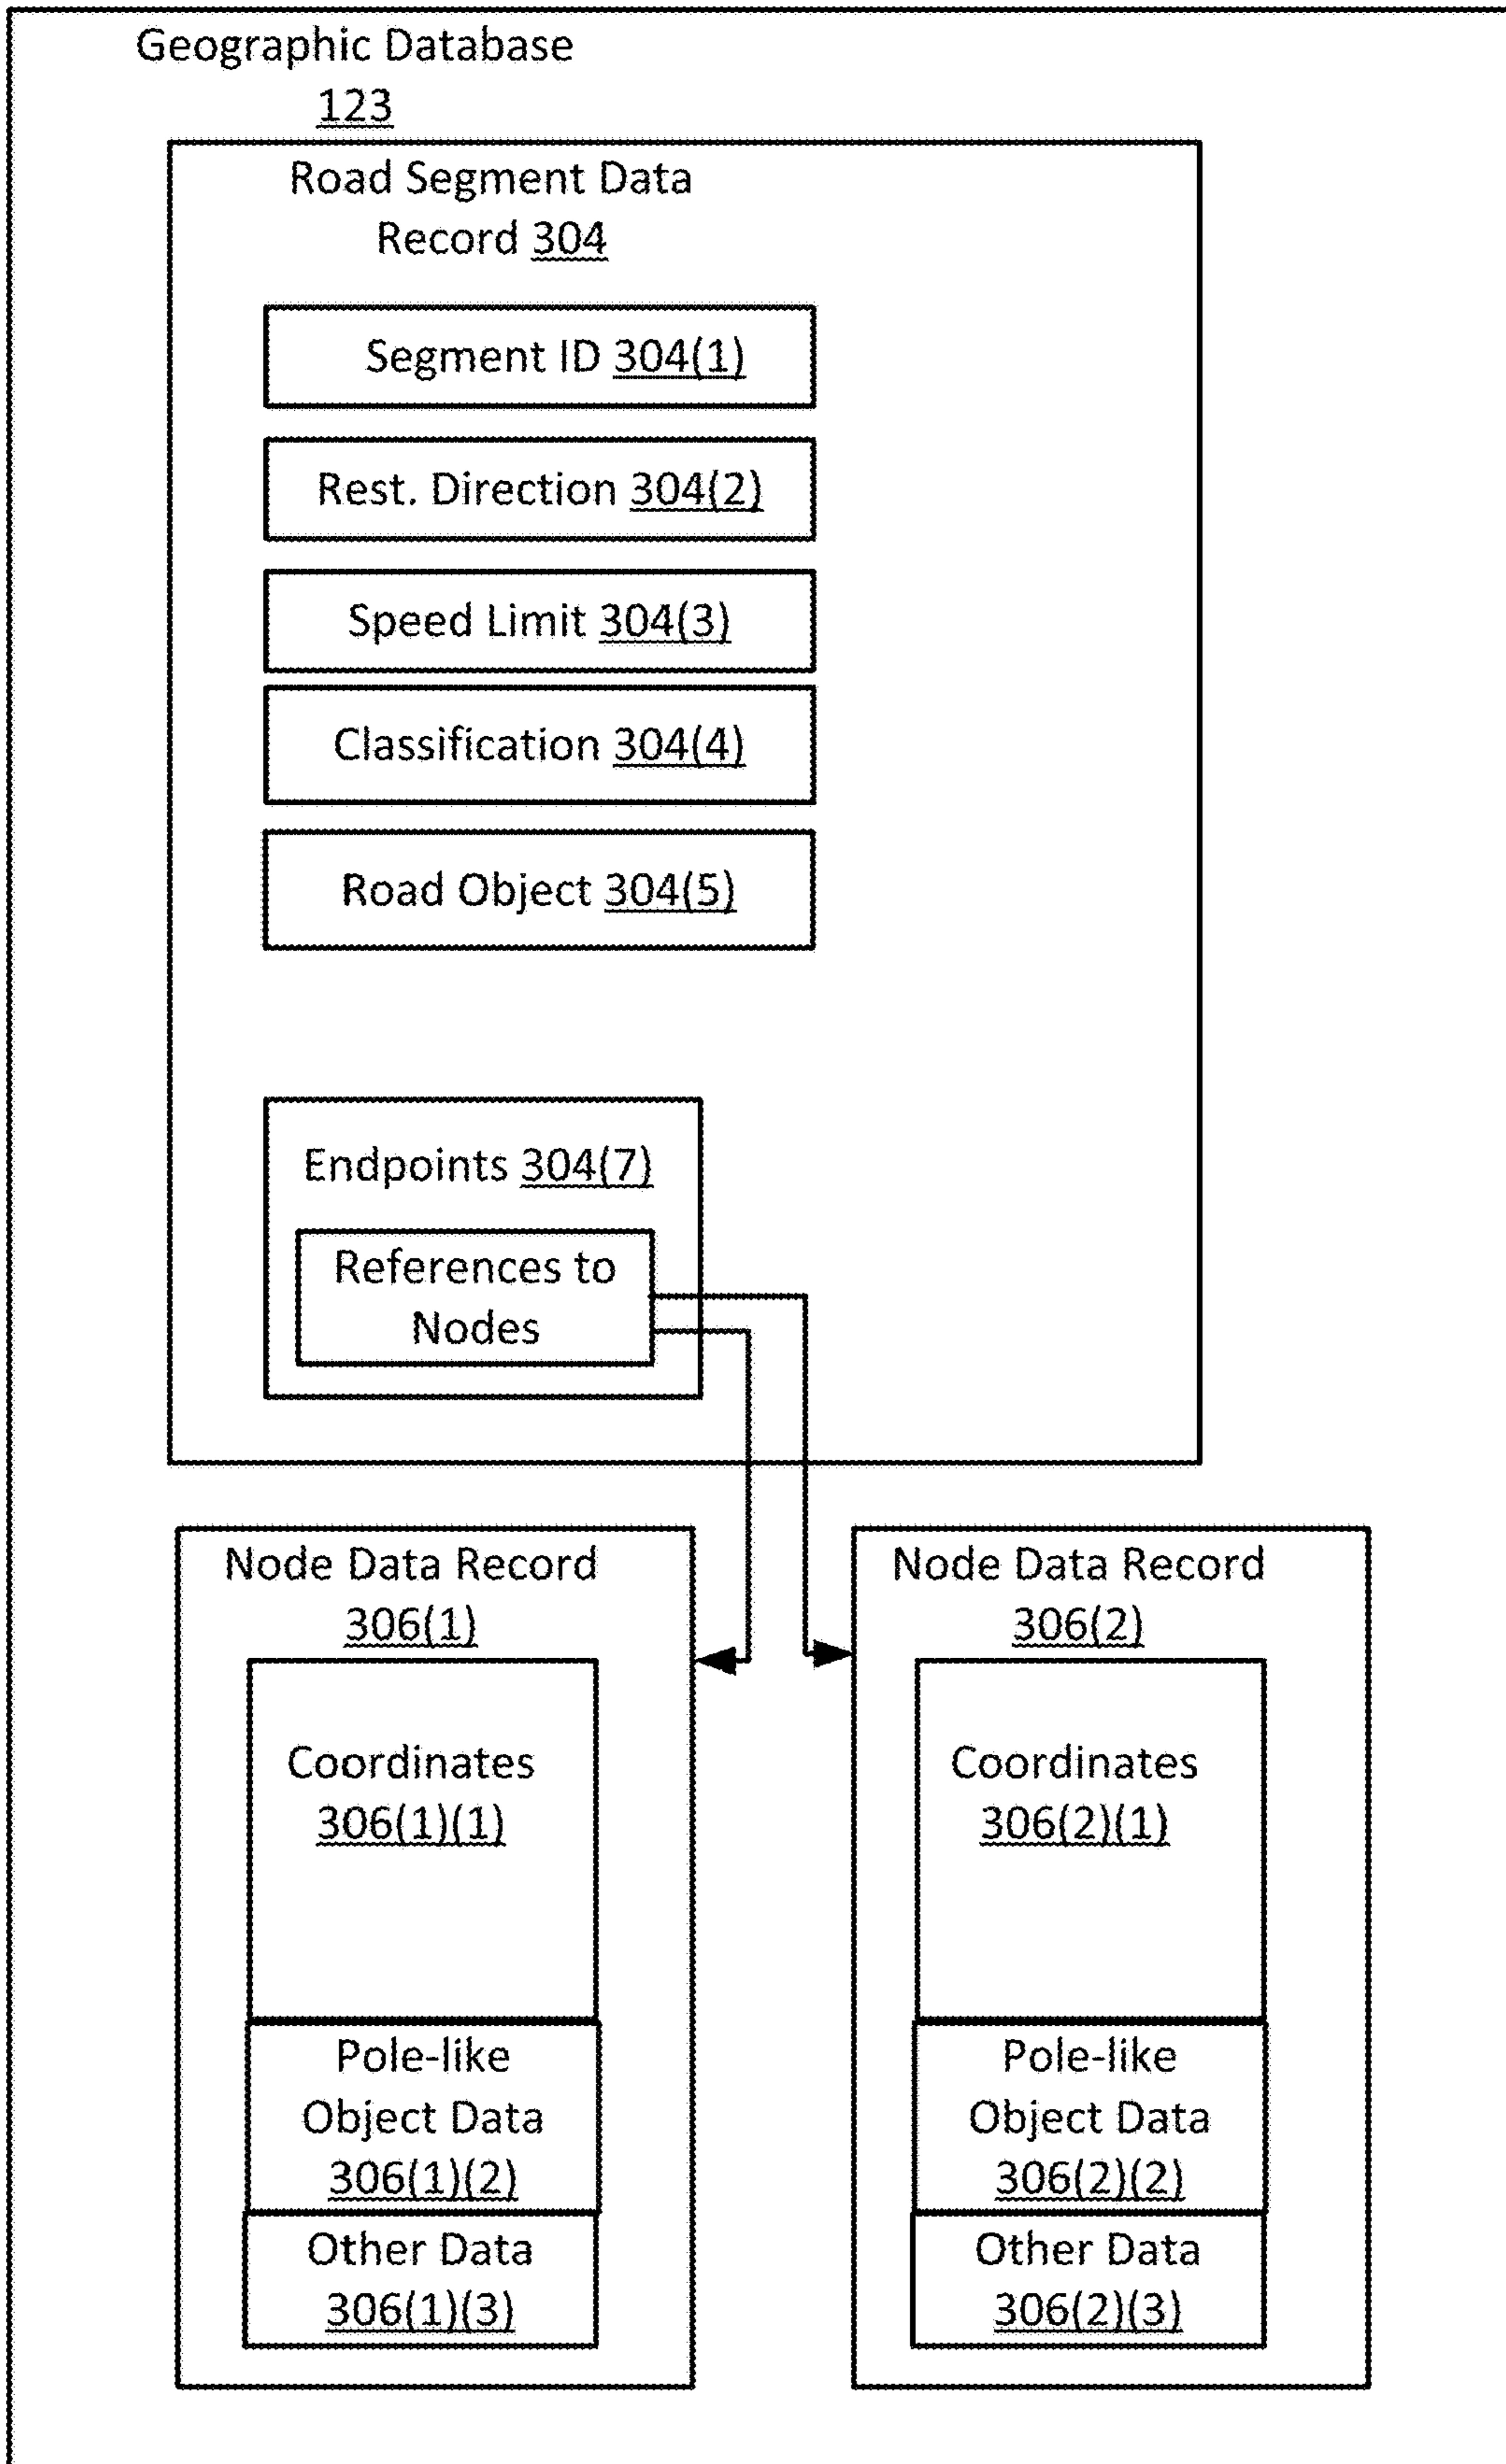 Geographic Database
123
Road Segment Data
Record 304
Segment ID 304(1)
Rest. Direction 304(2)
Speed Limit 304(3)
Classification 304(4)
Road Object 304(5)
Endpoints 304(7)
References to
Nodes
Node Data Record
306(1)
Coordinates
306(1)(1)
Pole-like
Object Data
306(1)(2)
Other Data
306(1)(3)
Node Data Record
306(2)
Coordinates
306(2)(1)
Pole-like
Object Data
306(2)(2)
Other Data
306(2)(3)